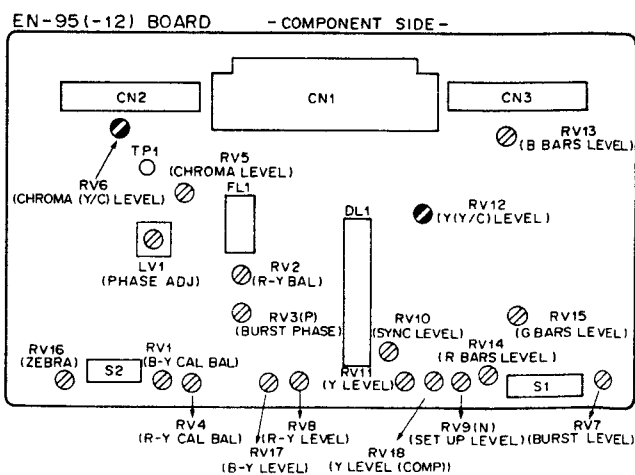 EN-95(-12) BOARD -COMPONENT SIDE-
CN2
CN1
CN3
RV13
(B BARS LEVEL)
TP1
RV5
(CHROMA LEVEL)
RV6
(CHROMA (Y/C) LEVEL)
FL1
DL1
RV12
(Y(Y/C) LEVEL)
LV1
(PHASE ADJ)
RV2
(R-Y BAL)
RV3(P)
(BURST PHASE)
RV10
(SYNC LEVEL)
RV15
(G BARS LEVEL)
RV14
(R BARS LEVEL)
RV16
(ZEBRA)
S2
RV1
(B-Y CAL BAL)
RV11
(Y LEVEL)
S1
RV4
(R-Y CAL BAL)
RV17
(B-Y LEVEL)
RV8
(R-Y LEVEL)
RV18
(Y LEVEL (COMP))
RV9(N)
(SET UP LEVEL)
RV7
(BURST LEVEL)